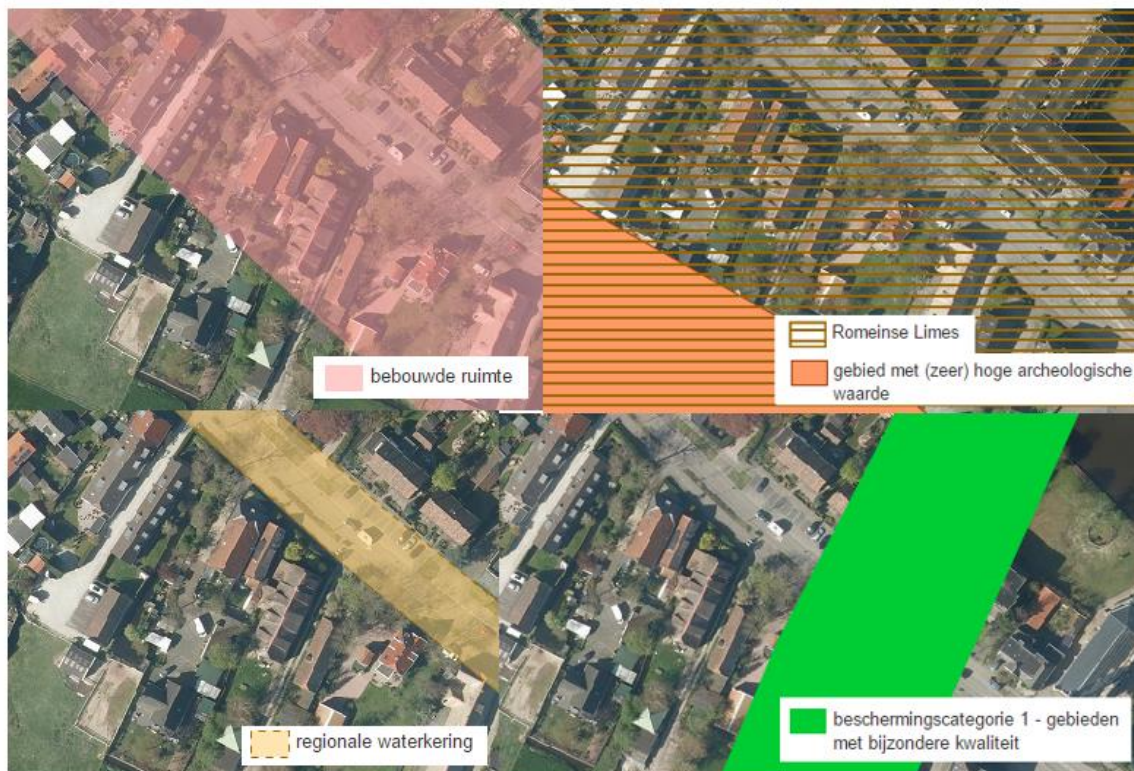 bebouwde ruimte
Romeinse Limes
gebied met (zeer) hoge archeologische
waarde
regionale waterkering
beschermingscategorie 1 - gebieden
met bijzondere kwaliteit